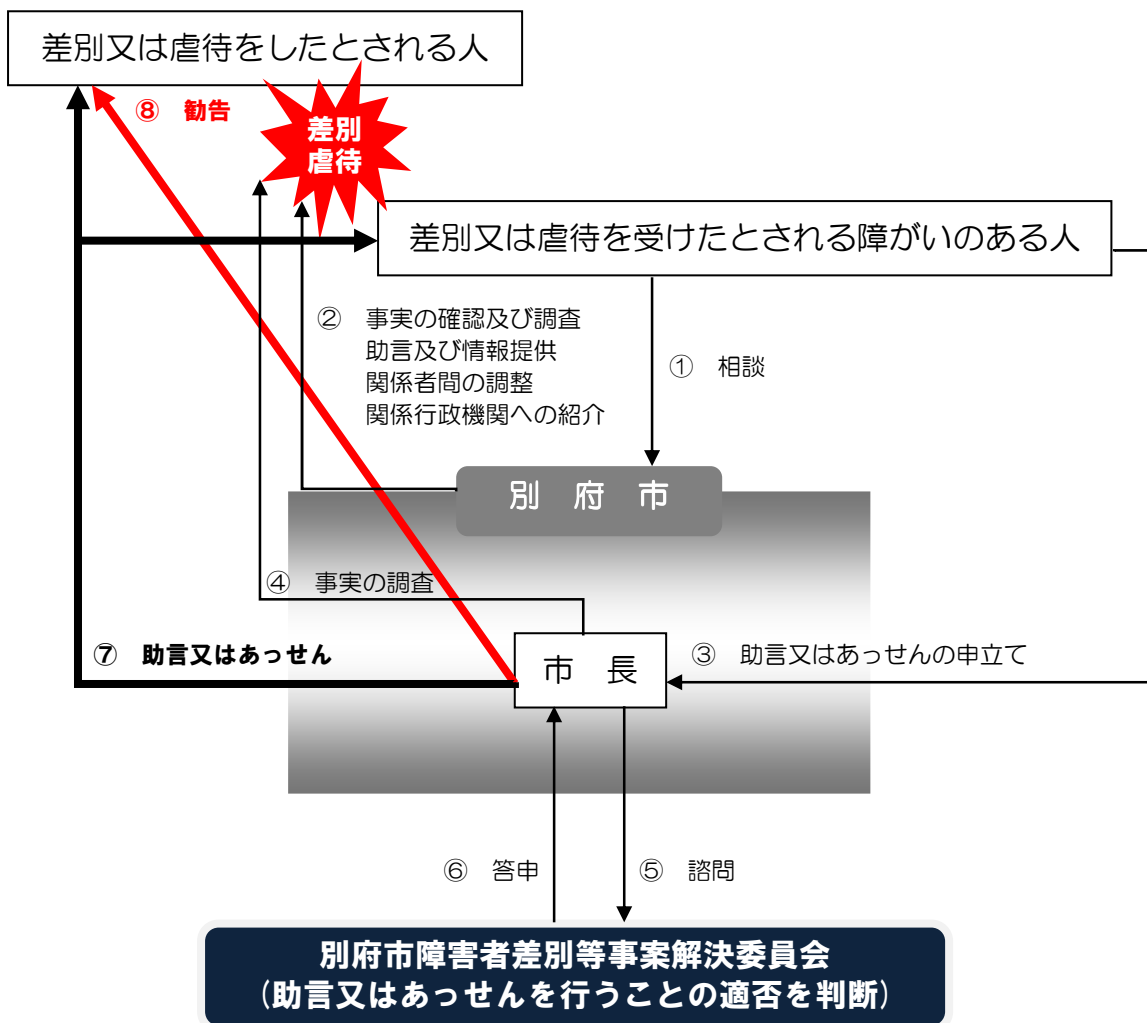 差別又は虐待をしたとされる人
⑧ 勧告
差別
虐待
差別又は虐待を受けたとされる障がいのある人
② 事実の確認及び調査
助言及び情報提供
関係者間の調整
関係行政機関への紹介
① 相談
別 府 市
④ 事実の調査
⑦ 助言又はあっせん
市 長
③ 助言又はあっせんの申立て
⑥ 答申
⑤ 諮問
別府市障害者差別等事案解決委員会
(助言又はあっせんを行うことの適否を判断)